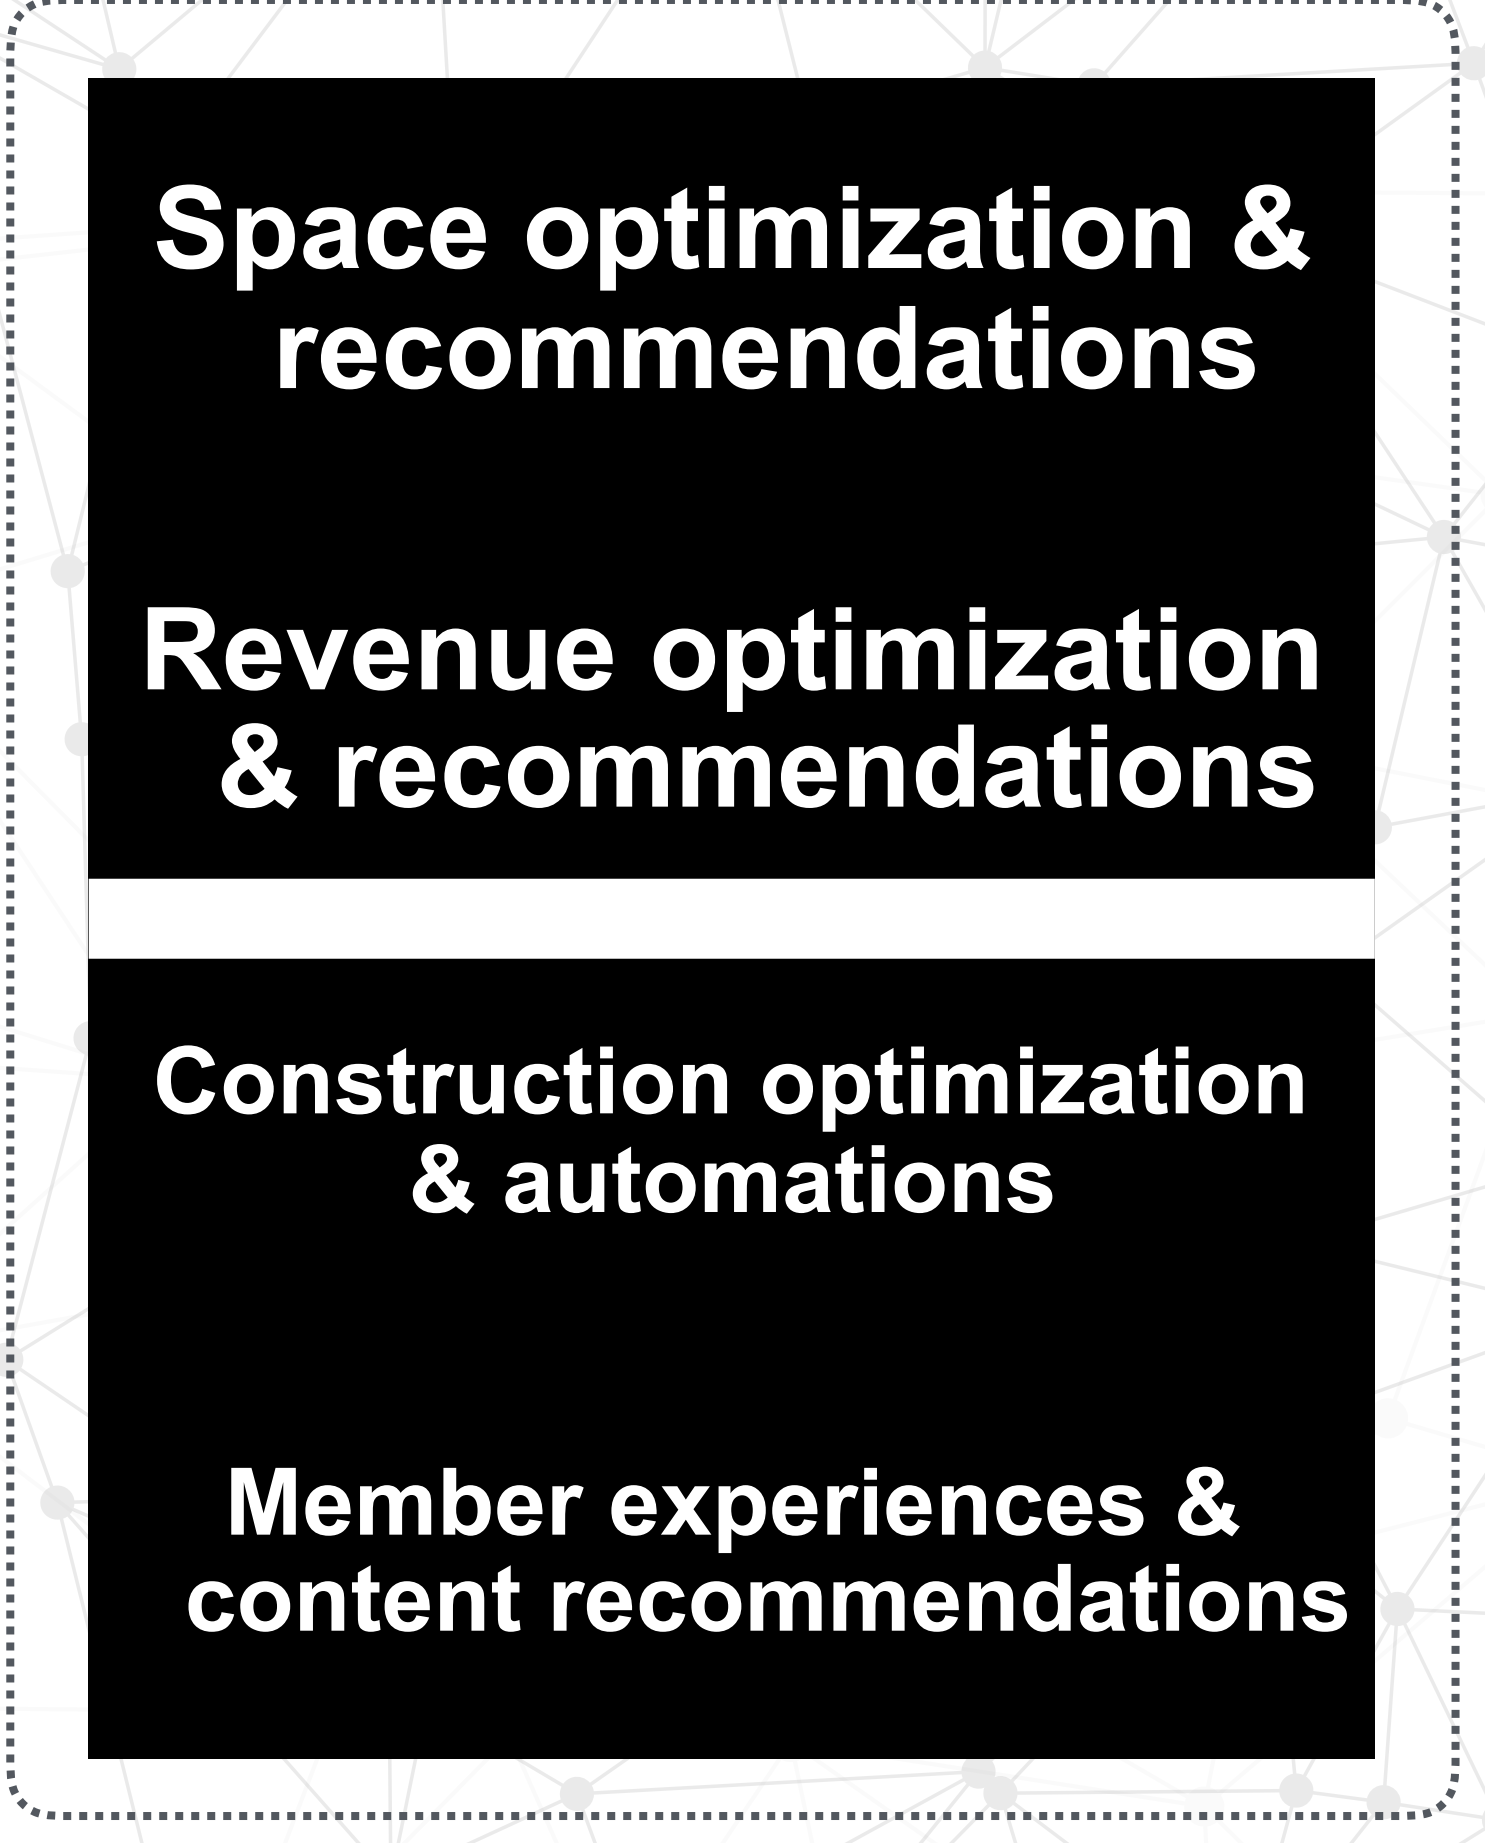 Space optimization &
recommendations
Revenue optimization
& recommendations
Construction optimization
& automations
Member experiences &
content recommendations